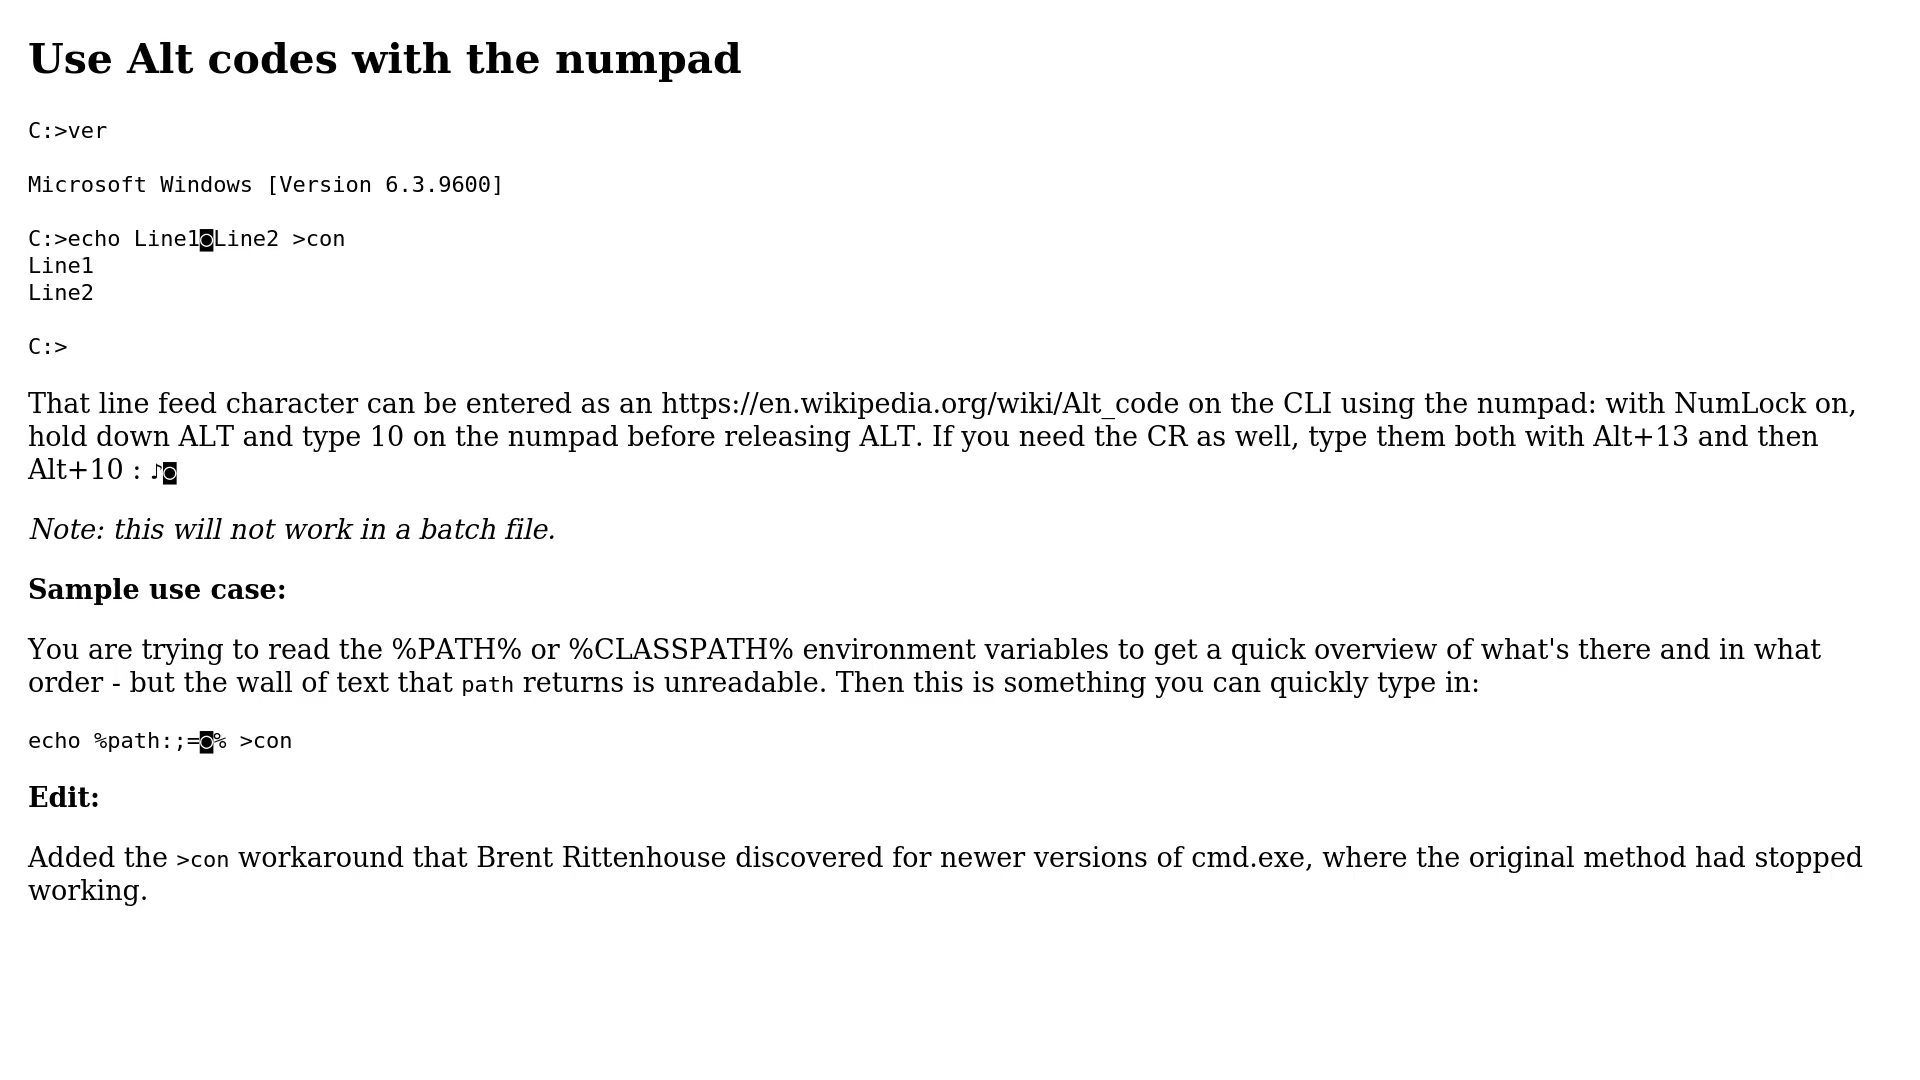 Use Alt codes with the numpad
C:>ver
Microsoft Windows [Version 6.3.9600]
C:>echo Line1◙Line2 >con
Line1
Line2
C:>
That line feed character can be entered as an https://en.wikipedia.org/wiki/Alt_code on the CLI using the numpad: with NumLock on,
hold down ALT and type 10 on the numpad before releasing ALT. If you need the CR as well, type them both with Alt+13 and then
Alt+10 : ♪◙
Note: this will not work in a batch file.
Sample use case:
You are trying to read the %PATH% or %CLASSPATH% environment variables to get a quick overview of what's there and in what
order - but the wall of text that path returns is unreadable. Then this is something you can quickly type in:
echo %path:;=◙% >con
Edit:
Added the >con workaround that Brent Rittenhouse discovered for newer versions of cmd.exe, where the original method had stopped
working.